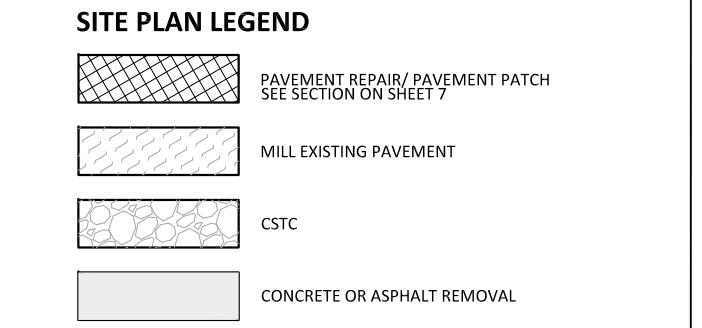 SITE PLAN LEGEND
PAVEMENT REPAIR/ PAVEMENT PATCH
SEE SECTION ON SHEET 7
MILL EXISTING PAVEMENT
CSTC
CONCRETE OR ASPHALT REMOVAL